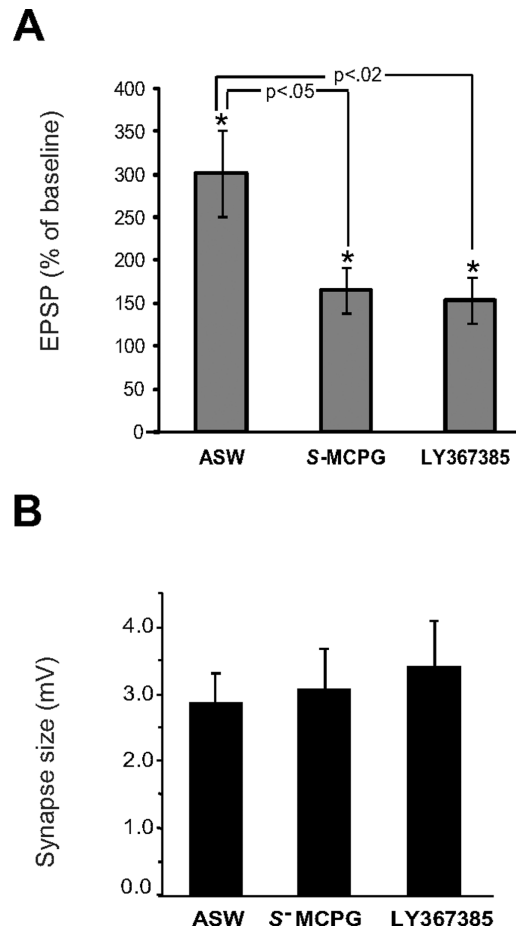 A
EPSP (% of baseline)
400
350
300
250
200
150
100
50
0
p<.02
p<.05
*
*
*
ASW
S-MCPG
LY367385
B
Synapse size (mV)
4.0
3.0
2.0
1.0
0.0
ASW
S-MCPG
LY367385